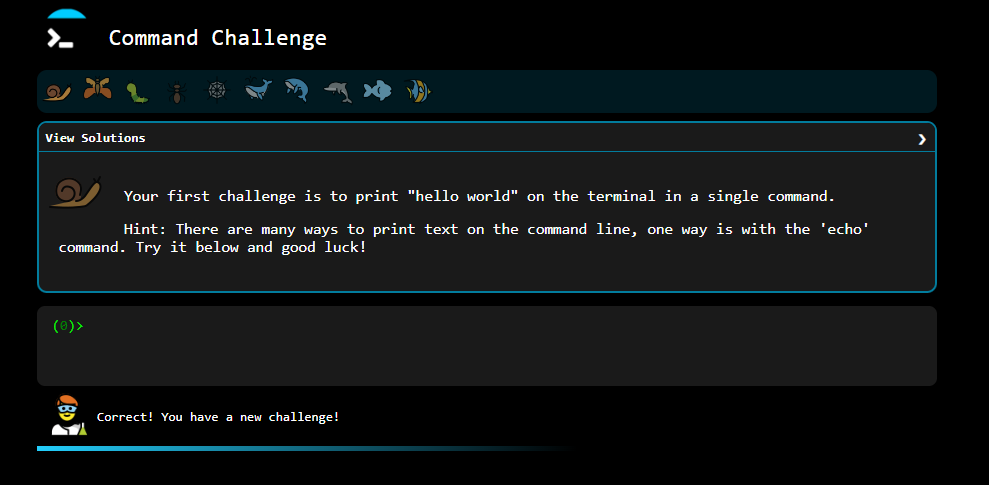 Command Challenge
View Solutions
Your first challenge is to print "hello world" on the terminal in a single command.
Hint: There are many ways to print text on the command line, one way is with the 'echo'
command. Try it below and good luck!
(0)>
Correct! You have a new challenge!